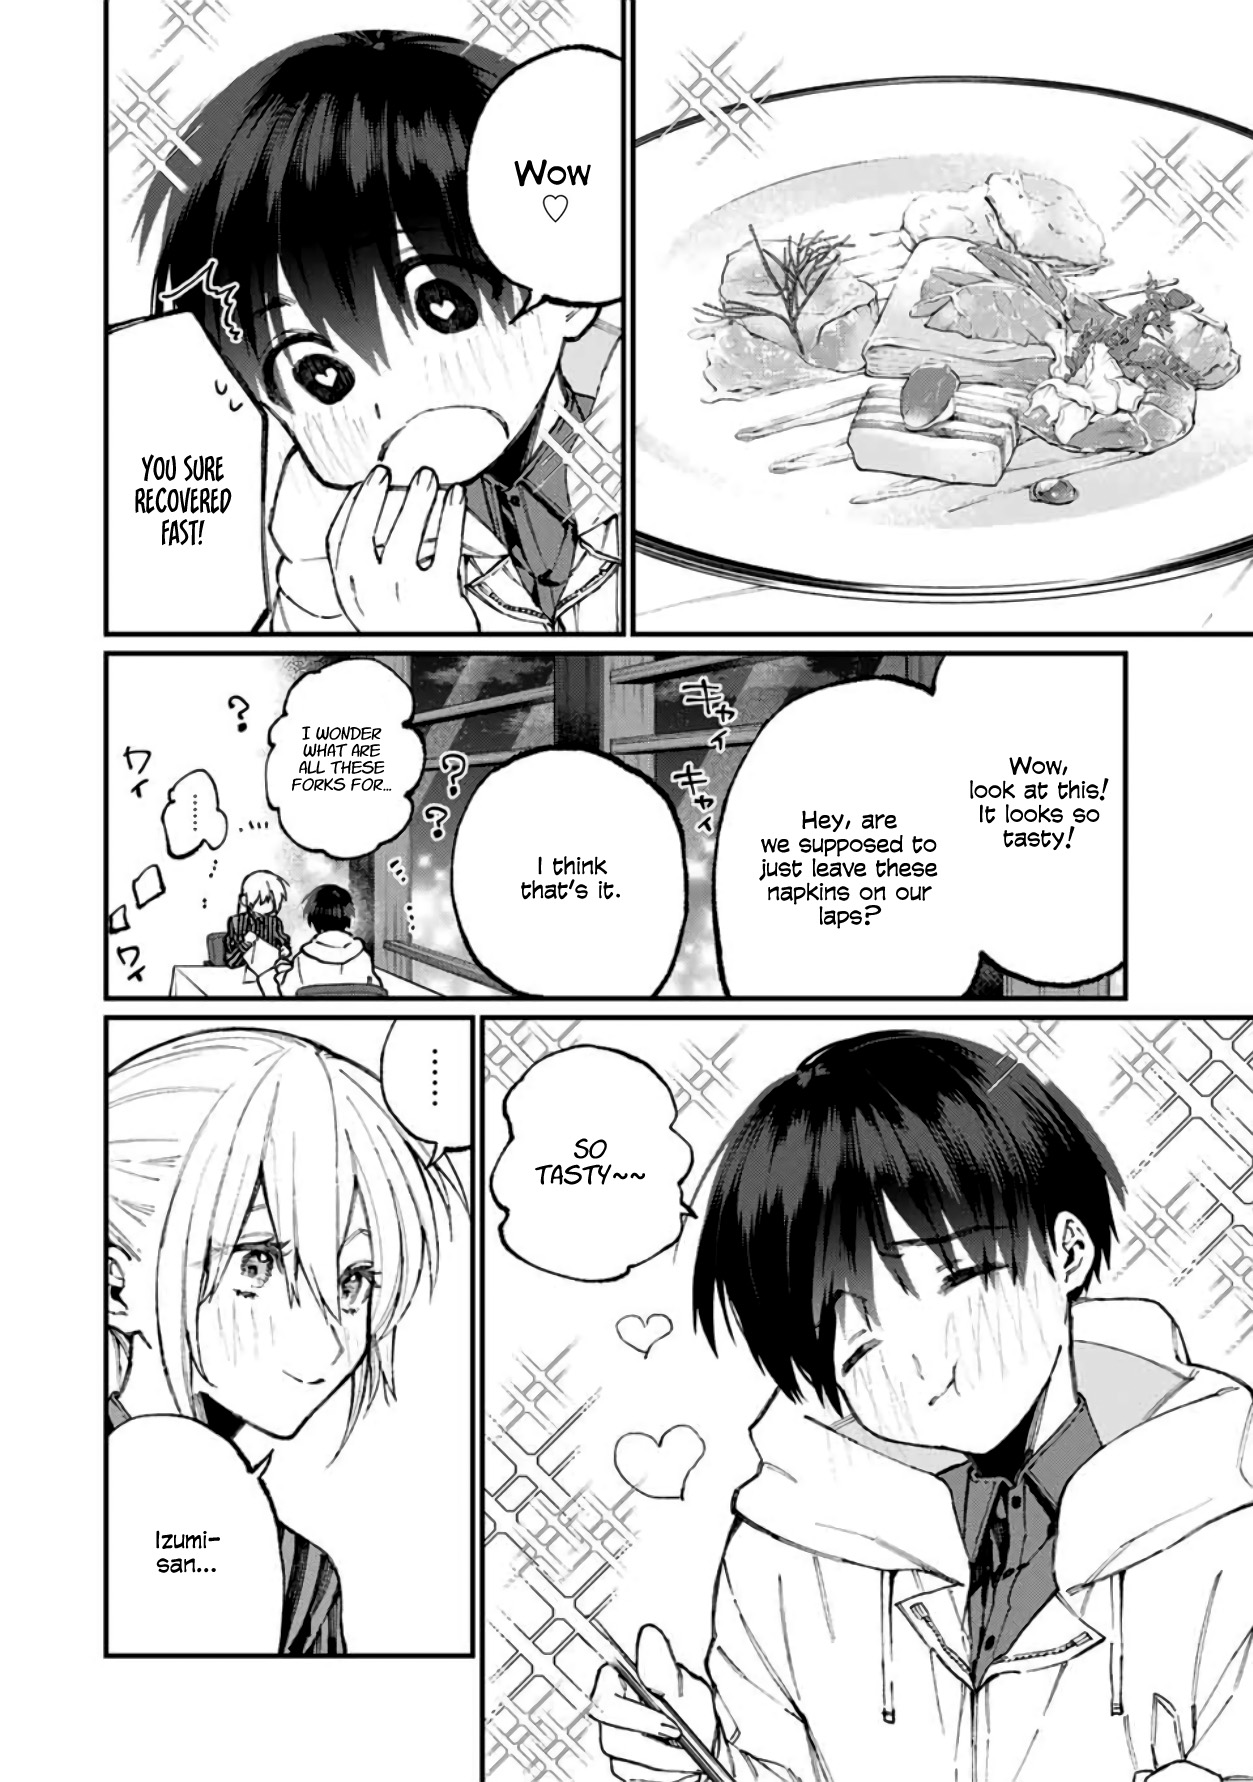 Wow
♡
YOU SURE
RECOVERED
FAST!
Wow,
look at this!
It looks so
tasty!
Hey, are
we supposed to
just leave these
napkins on our
laps?
キャイ
キャイ
I think
that's it.
?
?
I WONDER
WHAT ARE
ALL THESE
FORKS FOR...
?
........
ワイ
ワイ
SO
TASTY~~
......
Izumi-
san...